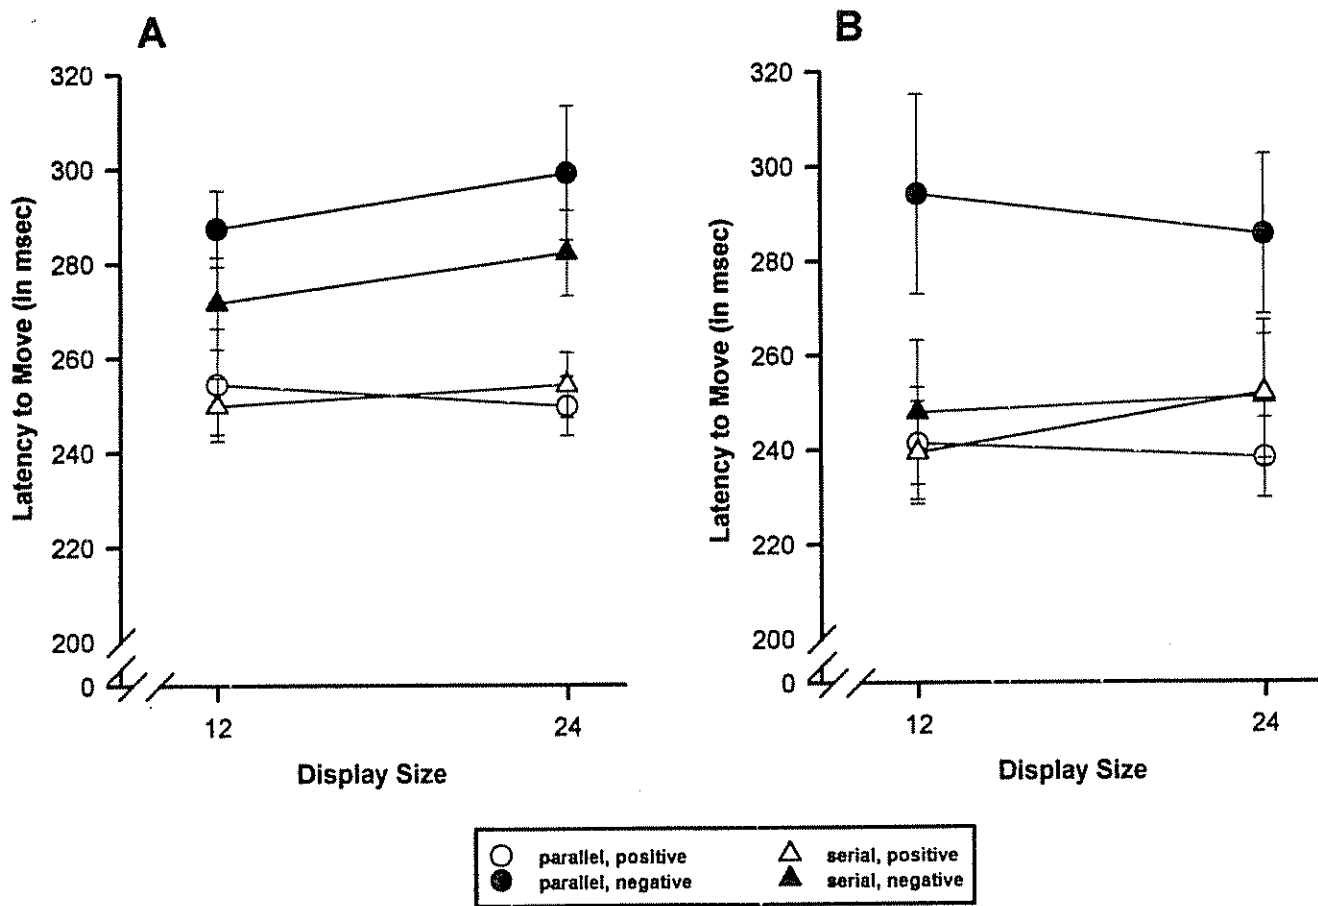 A
B
320
300
280
260
240
220
200
0
Latency to Move (in msec)
12
24
Display Size
320
300
280
260
240
220
200
0
Latency to Move (in msec)
12
24
Display Size
parallel, positive
serial, positive
parallel, negative
serial, negative